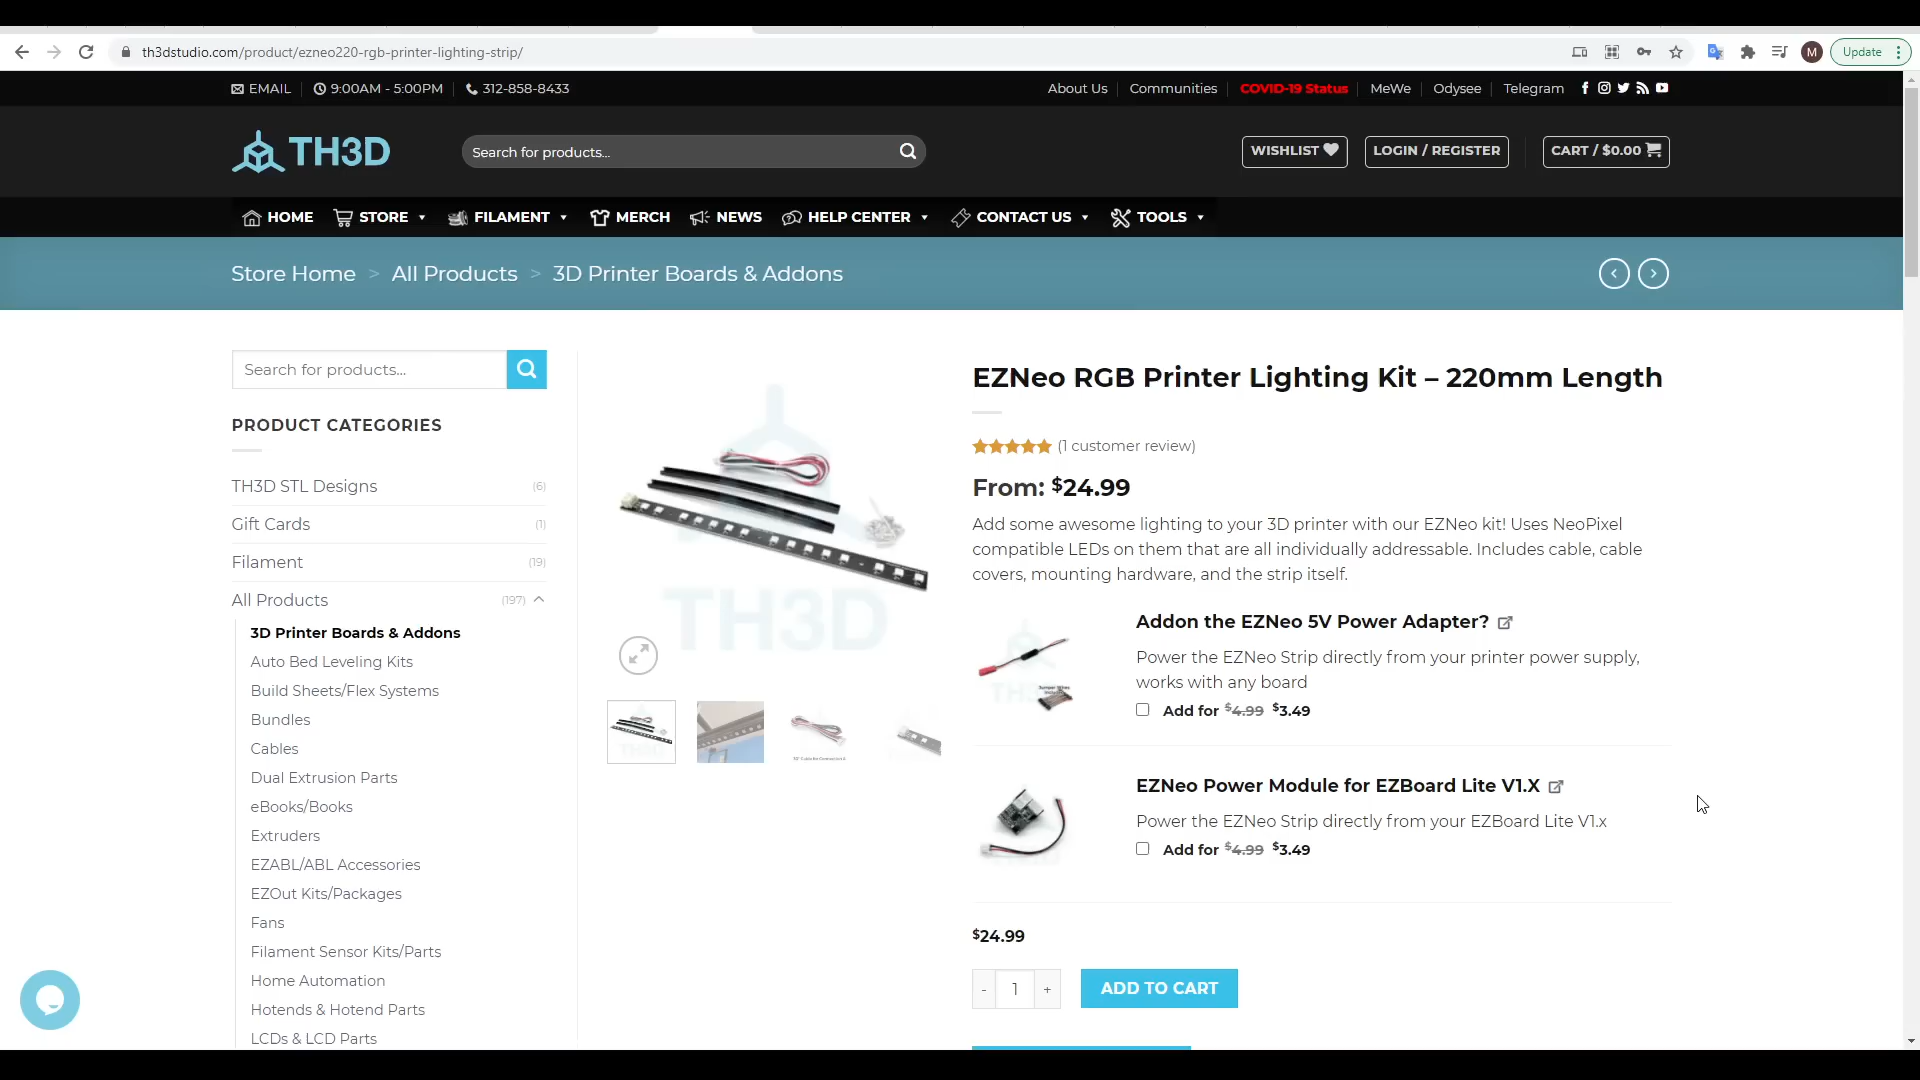 th3dstudio.com/product/ezneo220-rgb-printer-lighting-strip/
M
Update
EMAIL
9:00AM - 5:00PM
312-858-8433
About Us
Communities
COVID-19 Status
MeWe
Odysee
Telegram
TH3D
Search for products...
WISHLIST
LOGIN / REGISTER
CART / $0.00
HOME
STORE
FILAMENT
MERCH
NEWS
HELP CENTER
CONTACT US
TOOLS
Store Home > All Products > 3D Printer Boards & Addons
Search for products...
PRODUCT CATEGORIES
TH3D STL Designs (6)
Gift Cards (1)
Filament (19)
All Products (197)
3D Printer Boards & Addons
Auto Bed Leveling Kits
Build Sheets/Flex Systems
Bundles
Cables
Dual Extrusion Parts
eBooks/Books
Extruders
EZABL/ABL Accessories
EZOut Kits/Packages
Fans
Filament Sensor Kits/Parts
Home Automation
Hotends & Hotend Parts
LCDs & LCD Parts
TH3D
EZNeo RGB Printer Lighting Kit – 220mm Length
(1 customer review)
From: $24.99
Add some awesome lighting to your 3D printer with our EZNeo kit! Uses NeoPixel
compatible LEDs on them that are all individually addressable. Includes cable, cable
covers, mounting hardware, and the strip itself.
Addon the EZNeo 5V Power Adapter?
Power the EZNeo Strip directly from your printer power supply,
works with any board
Add for $4.99 $3.49
EZNeo Power Module for EZBoard Lite V1.X
Power the EZNeo Strip directly from your EZBoard Lite V1.x
Add for $4.99 $3.49
$24.99
- 1 +
ADD TO CART